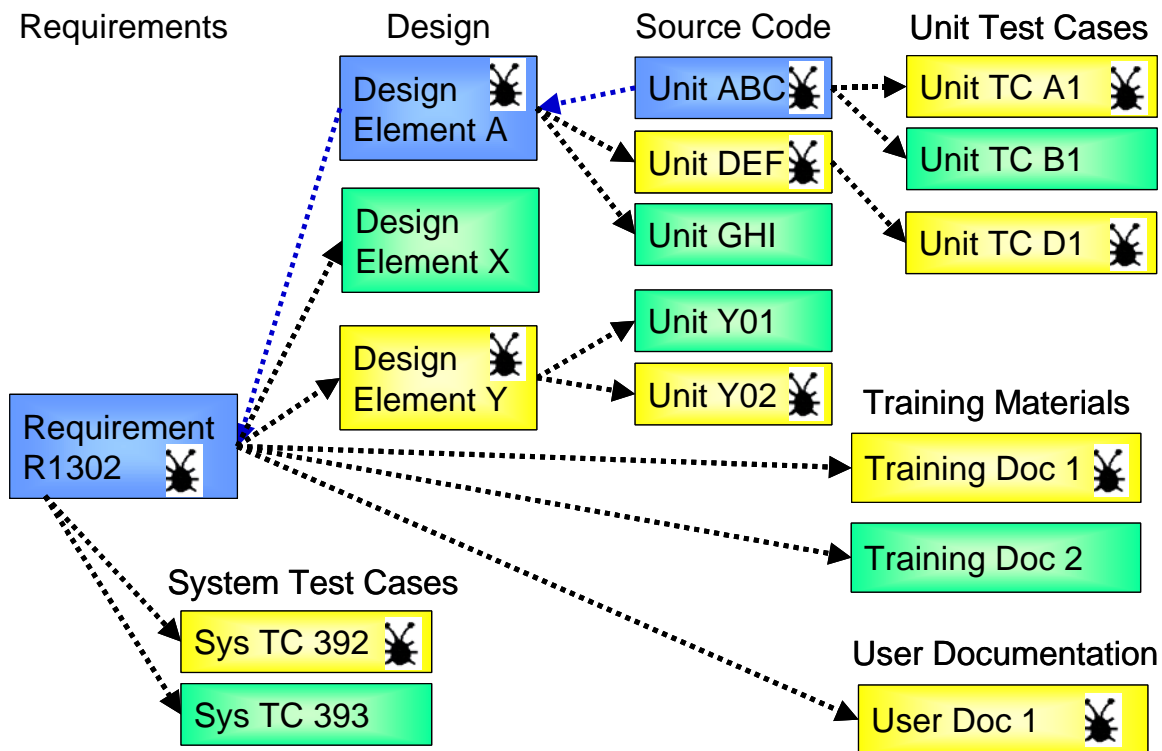 Requirements
Design
Source Code
Unit Test Cases
Design
Element A
Unit ABC
Unit TC A1
Unit DEF
Unit TC B1
Design
Element X
Unit GHI
Unit TC D1
Design
Element Y
Unit Y01
Unit Y02
Requirement
R1302
Training Materials
Training Doc 1
Training Doc 2
System Test Cases
Sys TC 392
Sys TC 393
User Documentation
User Doc 1